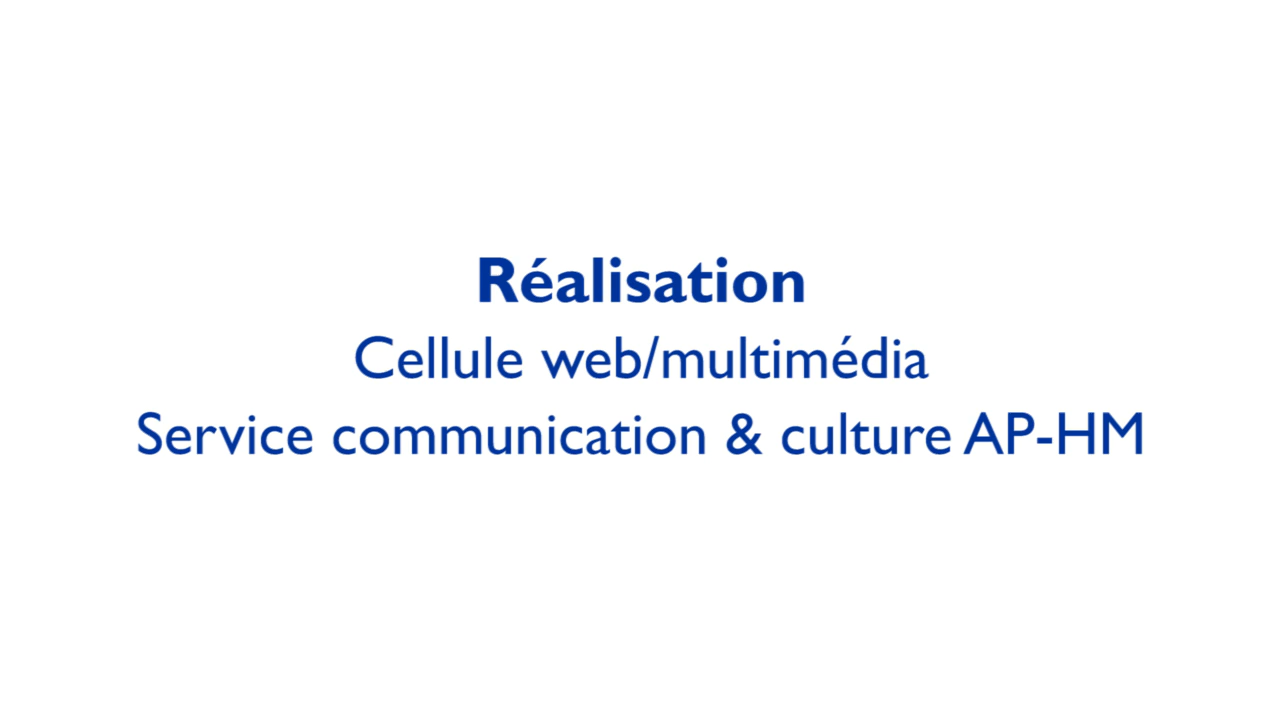 Réalisation
Cellule web/multimédia
Service communication & culture AP-HM